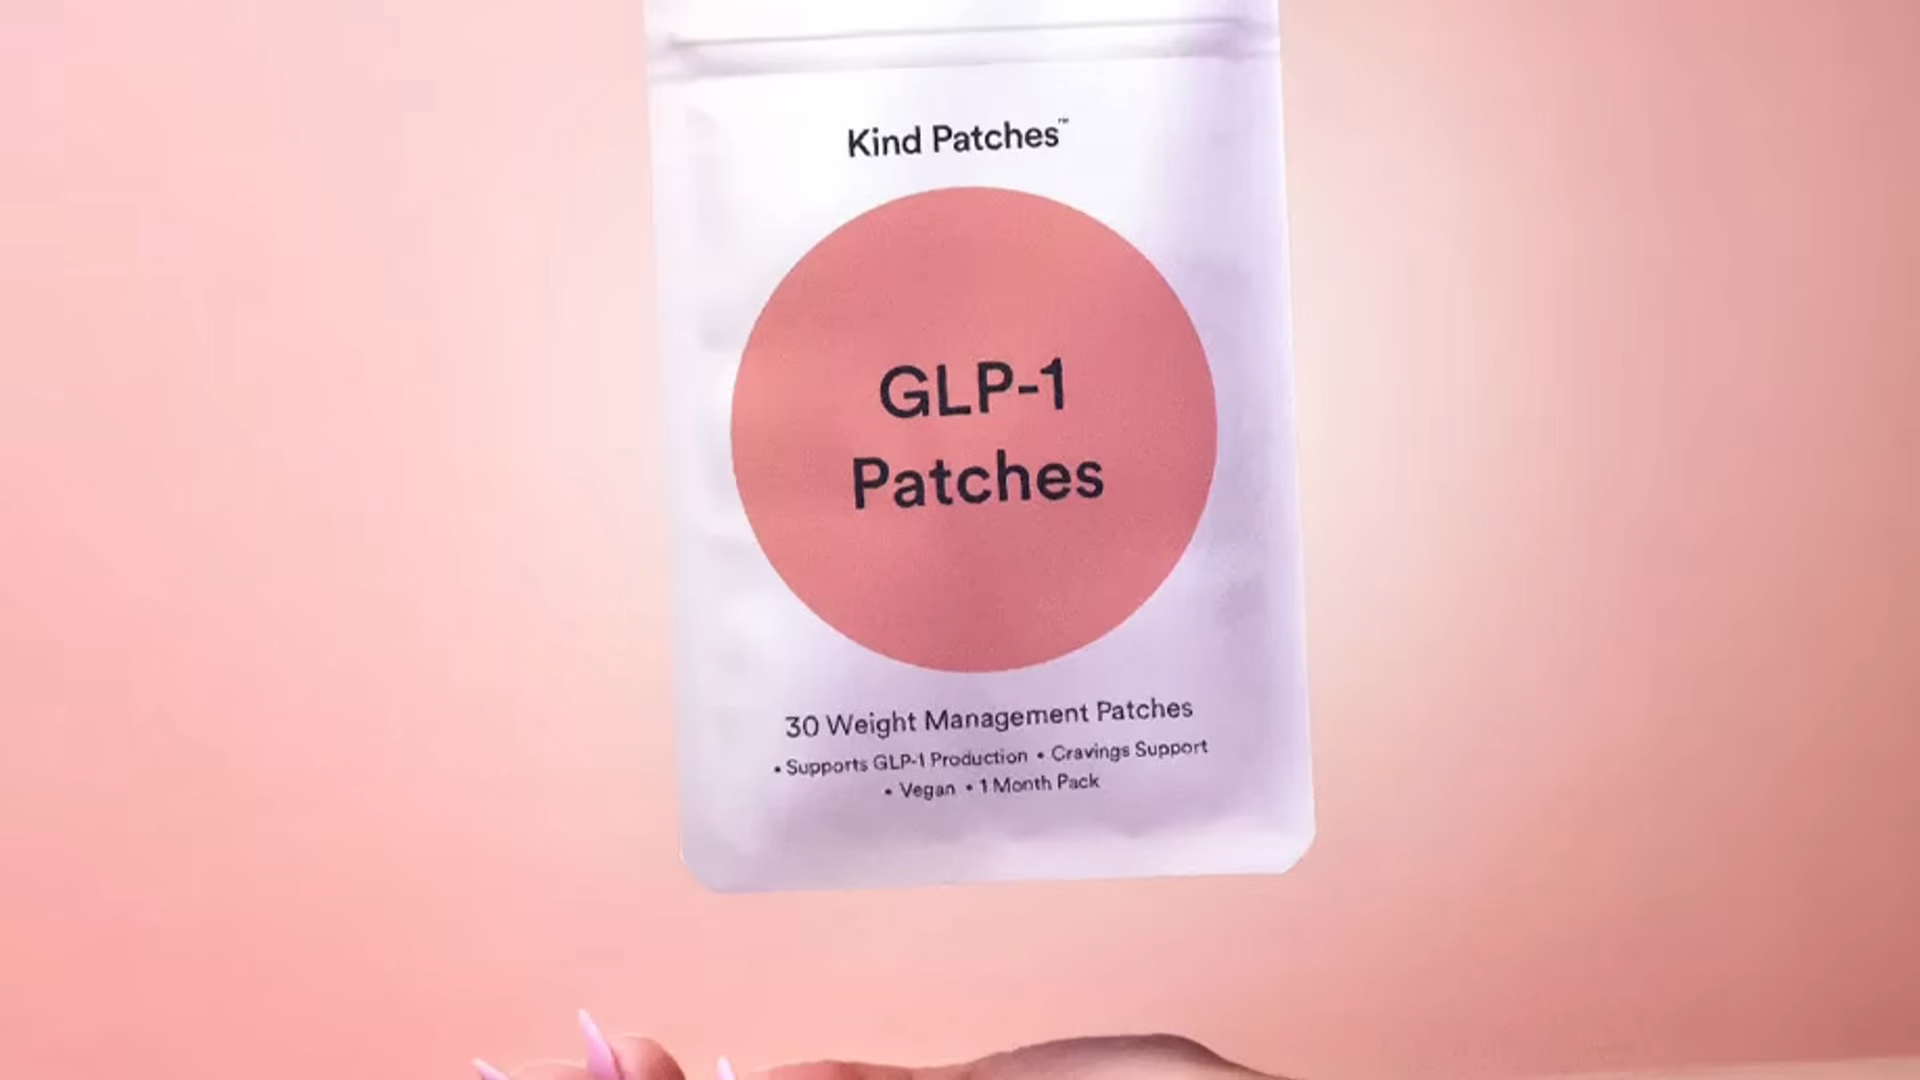 Kind Patches™
GLP-1
Patches
30 Weight Management Patches
• Supports GLP-1 Production • Cravings Support
• Vegan • 1 Month Pack